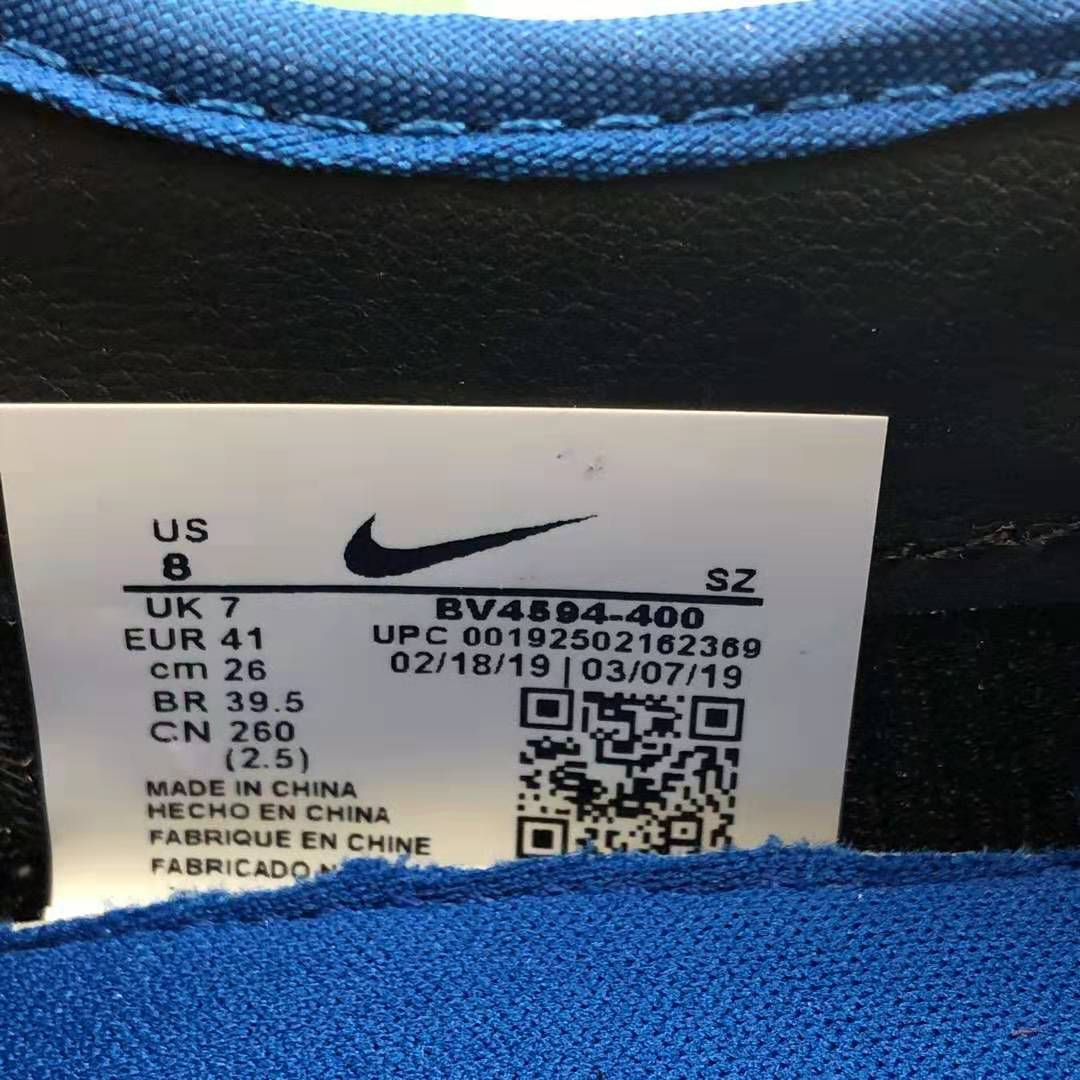 US
8
SZ
UK 7
BV4594-400
EUR 41
UPC 00192502162369
cm 26
02/18/19 | 03/07/19
BR 39.5
CN 260
(2.5)
MADE IN CHINA
HECHO EN CHINA
FABRIQUE EN CHINE
FABRICADO